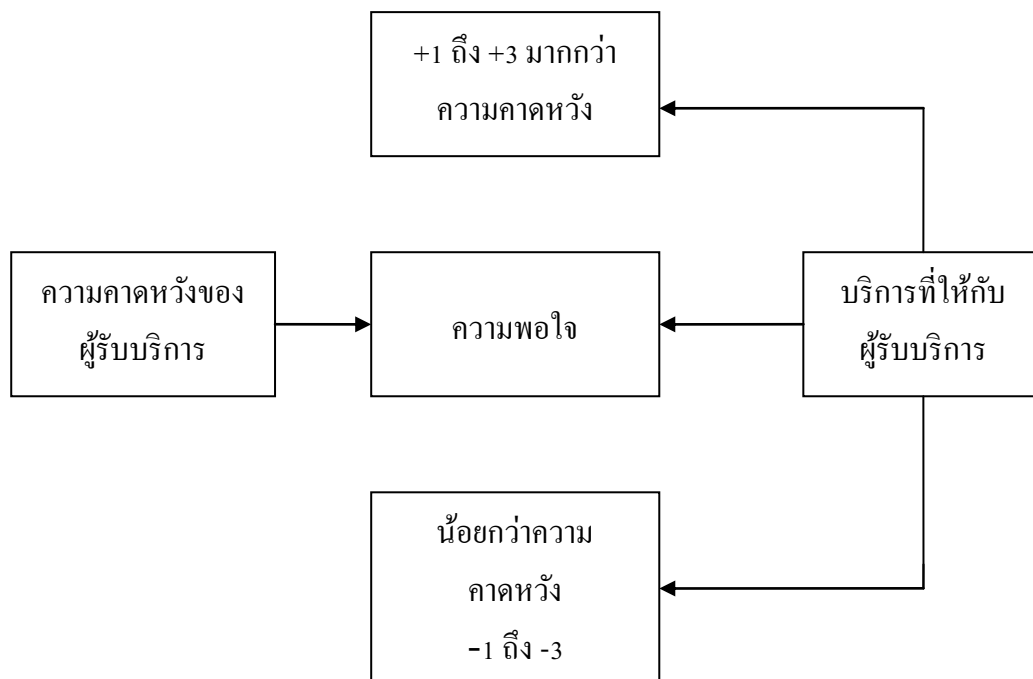 +1 ถึง +3 มากกว่า
ความคาดหวัง
ความคาดหวังของ
ผู้รับบริการ
ความพอใจ
บริการที่ให้กับ
ผู้รับบริการ
น้อยกว่าความ
คาดหวัง
-1 ถึง -3